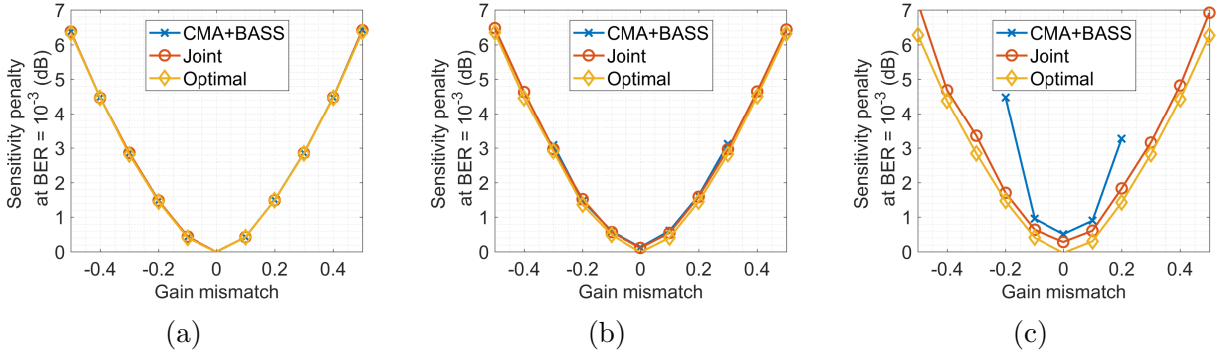 Sensitivity penalty
at BER = 10⁻³ (dB)
7
6
5
4
3
2
1
0
CMA+BASS
Joint
Optimal
-0.4 -0.2 0 0.2 0.4
Gain mismatch
(a)
Sensitivity penalty
at BER = 10⁻³ (dB)
7
6
5
4
3
2
1
0
CMA+BASS
Joint
Optimal
-0.4 -0.2 0 0.2 0.4
Gain mismatch
(b)
Sensitivity penalty
at BER = 10⁻³ (dB)
7
6
5
4
3
2
1
0
CMA+BASS
Joint
Optimal
-0.4 -0.2 0 0.2 0.4
Gain mismatch
(c)